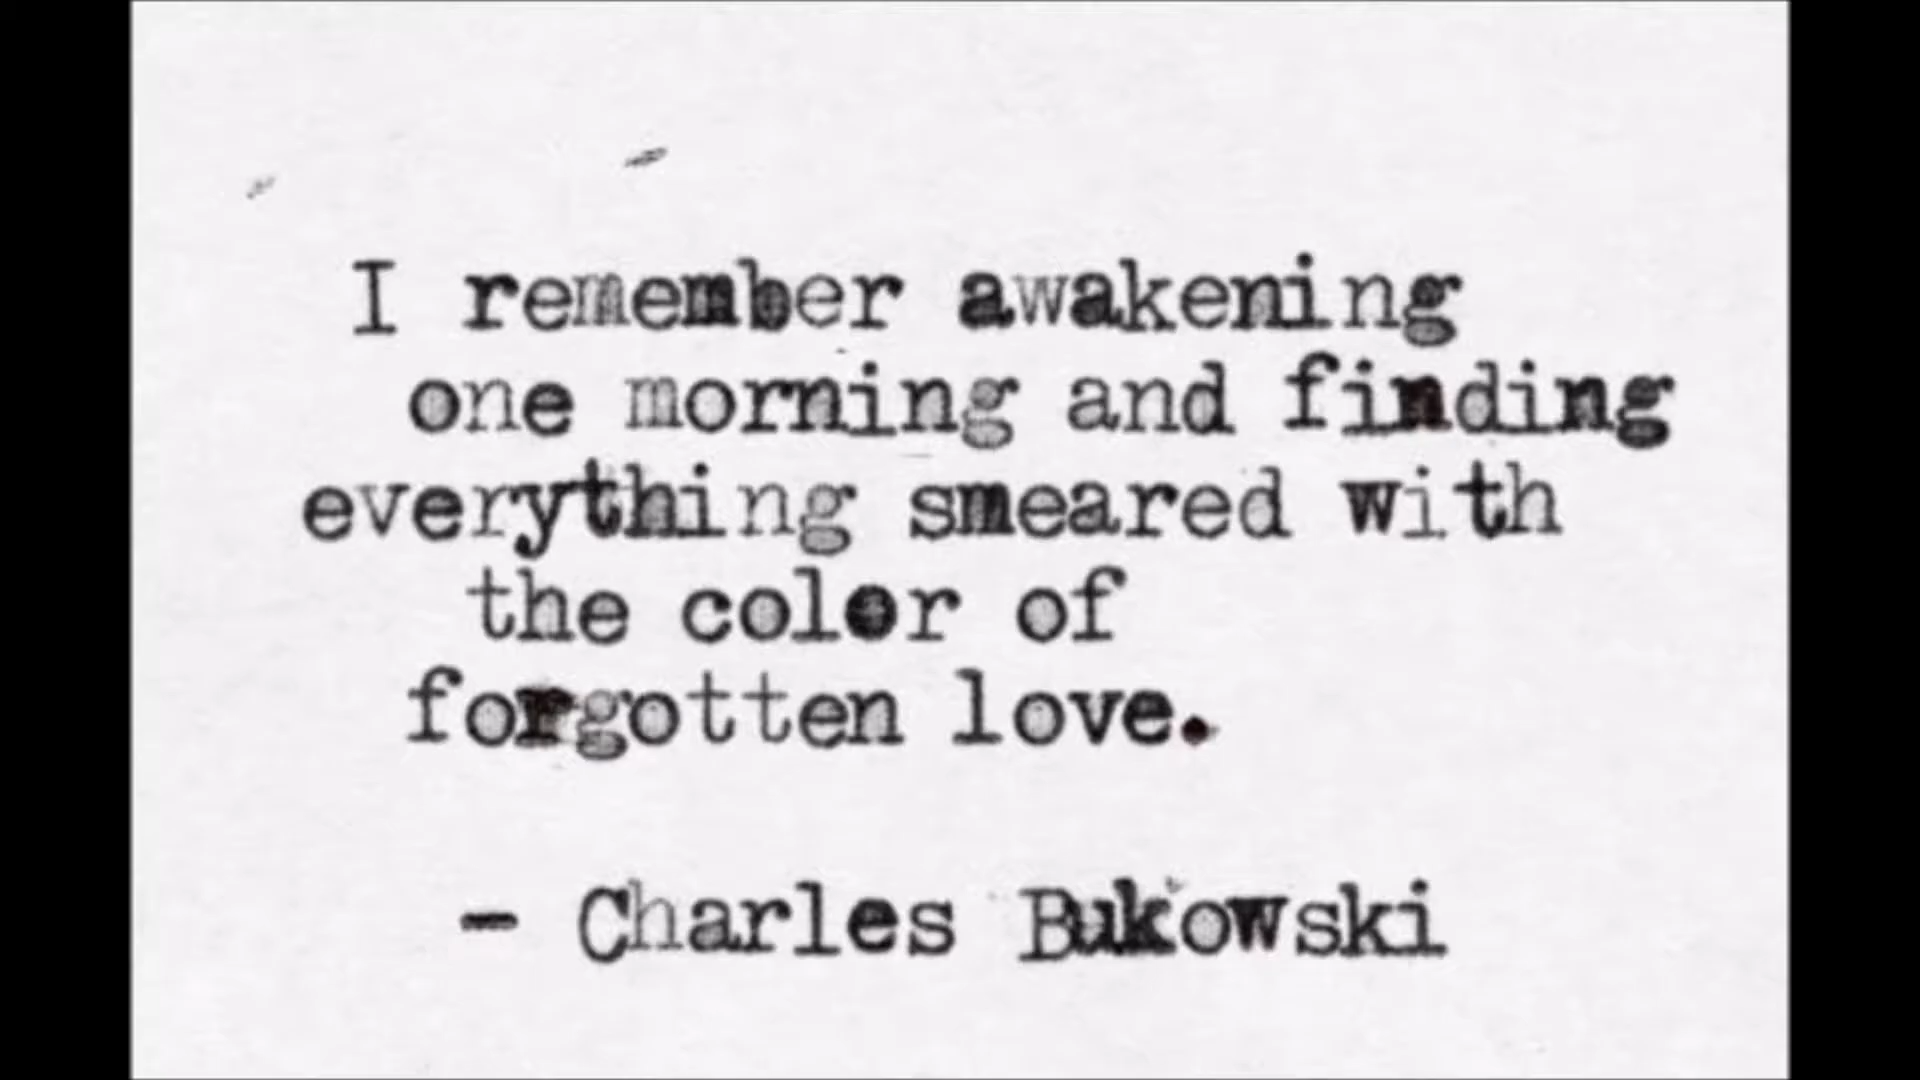 I remember awakening
one morning and finding
everything smeared with
the color of
forgotten love.
- Charles Bukowski